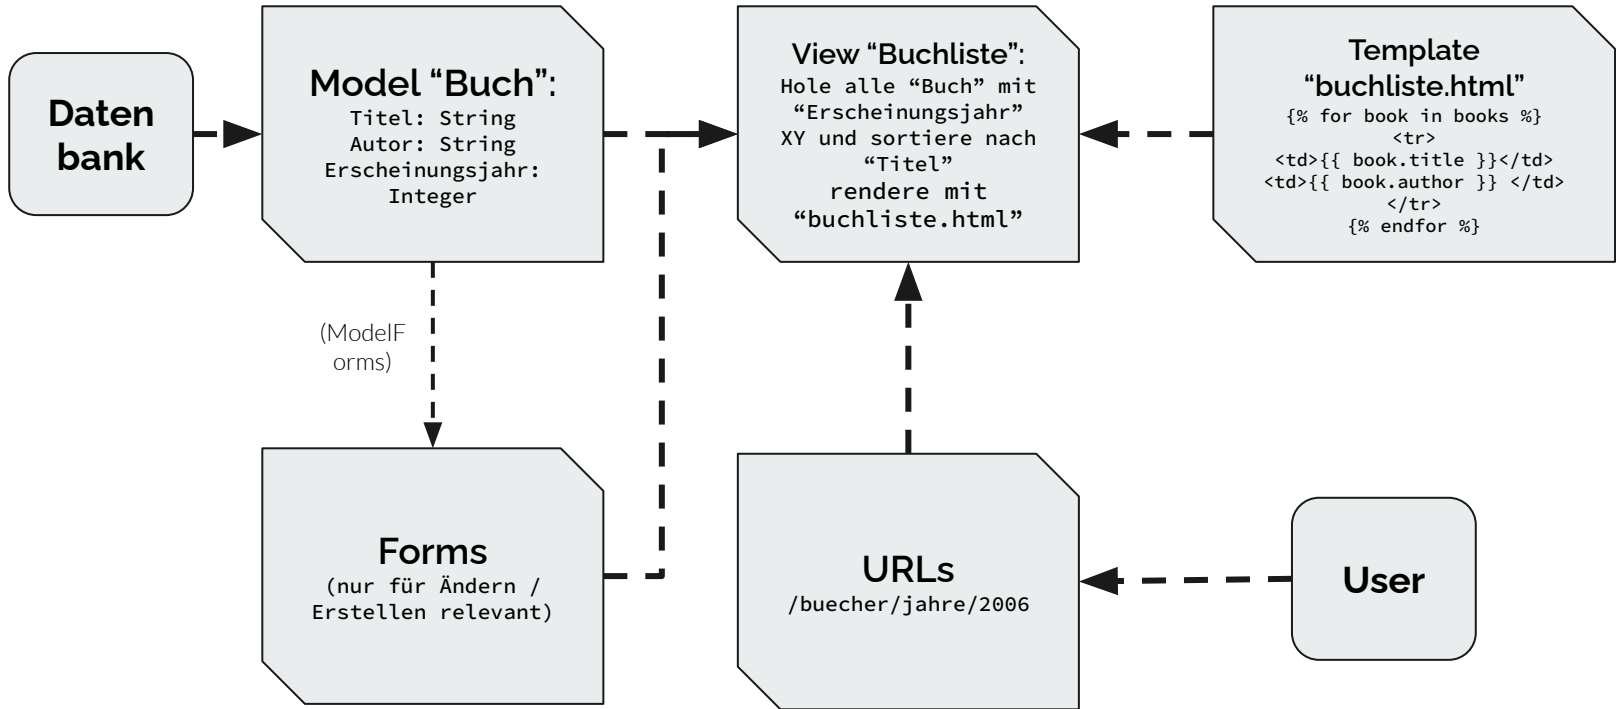 Daten
bank
Model “Buch”:
Titel: String
Autor: String
Erscheinungsjahr:
Integer
View “Buchliste”:
Hole alle “Buch” mit
“Erscheinungsjahr”
XY und sortiere nach
“Titel”
rendere mit
“buchliste.html”
Template
“buchliste.html”
{% for book in books %}
<tr>
<td>{{ book.title }}</td>
<td>{{ book.author }} </td>
</tr>
{% endfor %}
(ModelF
orms)
Forms
(nur für Ändern /
Erstellen relevant)
URLs
/buecher/jahre/2006
User